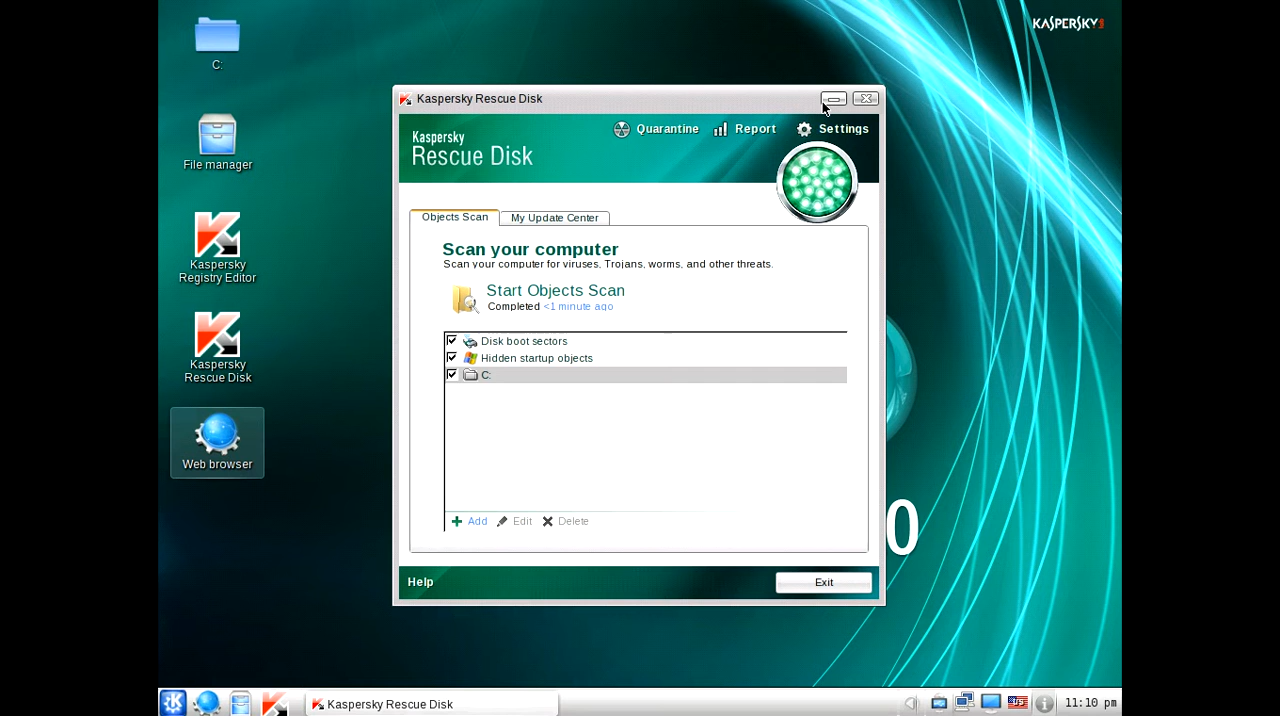 C:
File manager
Kaspersky
Registry Editor
Kaspersky
Rescue Disk
Web browser
KASPERSKY
Kaspersky Rescue Disk
Kaspersky
Rescue Disk
Quarantine
Report
Settings
Objects Scan
My Update Center
Scan your computer
Scan your computer for viruses, Trojans, worms, and other threats.
Start Objects Scan
Completed <1 minute ago
Disk boot sectors
Hidden startup objects
C:
Add
Edit
Delete
Help
Exit
0
Kaspersky Rescue Disk
US
11:10 pm